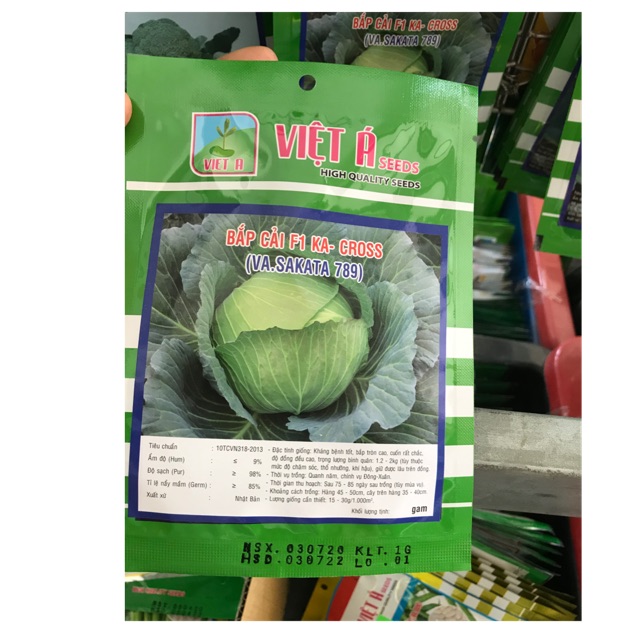 BẮP CẢI F1 KA-CROSS
(VA.SAKATA 789)
VIỆT Á
VIỆT Á SEEDS
HIGH QUALITY SEEDS
BẮP CẢI F1 KA- CROSS
(VA.SAKATA 789)
Tiêu chuẩn : 10TCVN318-2013
Ẩm độ (Hum) : ≤ 9%
Độ sạch (Pur) : ≥ 98%
Tỉ lệ nẩy mầm (Germ) : ≥ 85%
Xuất xứ : Nhật Bản
- Đặc tính giống: Kháng bệnh tốt, bắp tròn cao, cuốn rất chắc,
độ đồng đều cao, trọng lượng bình quân: 1.2 - 2kg (tùy thuộc
mức độ chăm sóc, thổ nhưỡng, khí hậu), giữ được lâu trên đồng
- Thời vụ trồng: Quanh năm, chính vụ Đông-Xuân.
- Thời gian thu hoạch: Sau 75 - 85 ngày sau trồng (tùy mùa vụ)
- Khoảng cách trồng: Hàng 45 - 50cm, cây trên hàng 35 - 40cm
- Lượng giống cần thiết: 15 - 30g/1.000m².
Khối lượng tịnh: gam
NSX. 030720 KLT. 1G
HSD. 030722 LO .01
VIỆT Á